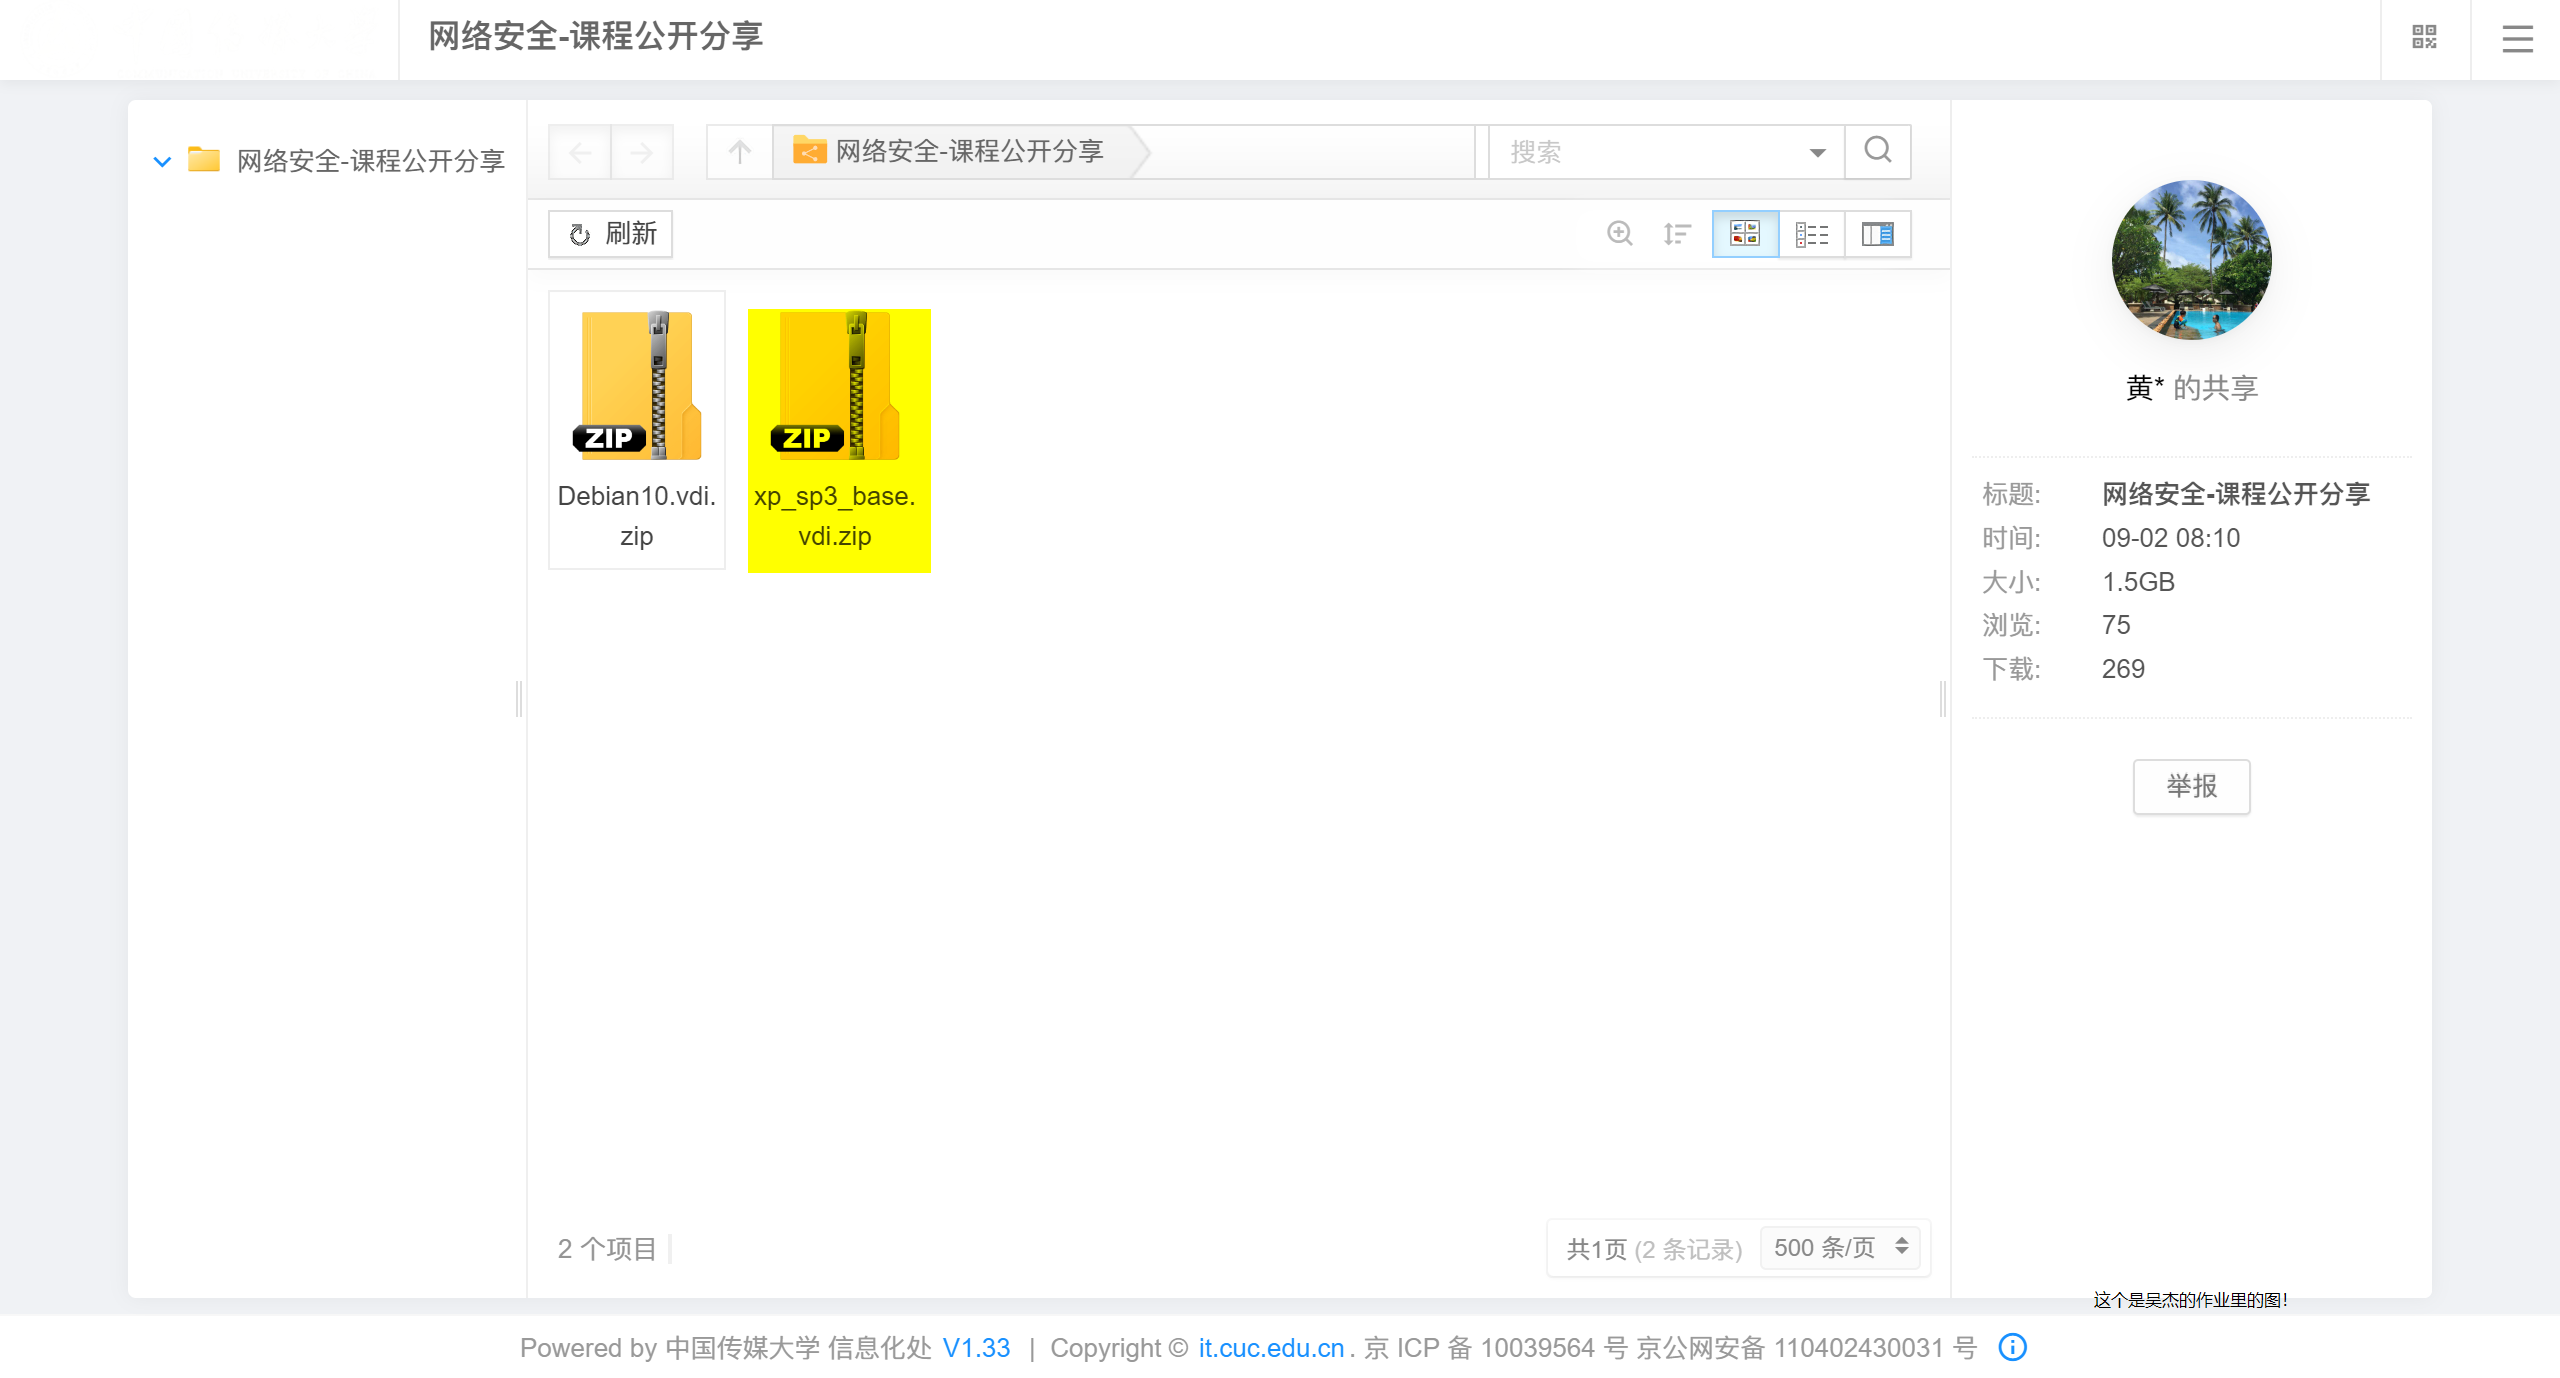 网络安全-课程公开分享
网络安全-课程公开分享
网络安全-课程公开分享
搜索
刷新
ZIP
Debian10.vdi.
zip
ZIP
xp_sp3_base.
vdi.zip
黄* 的共享
标题: 网络安全-课程公开分享
时间: 09-02 08:10
大小: 1.5GB
浏览: 75
下载: 269
举报
2 个项目
共1页 (2 条记录) 500 条/页
这个是吴杰的作业里的图!
Powered by 中国传媒大学 信息化处 V1.33 | Copyright © it.cuc.edu.cn. 京 ICP 备 10039564 号 京公网安备 110402430031 号